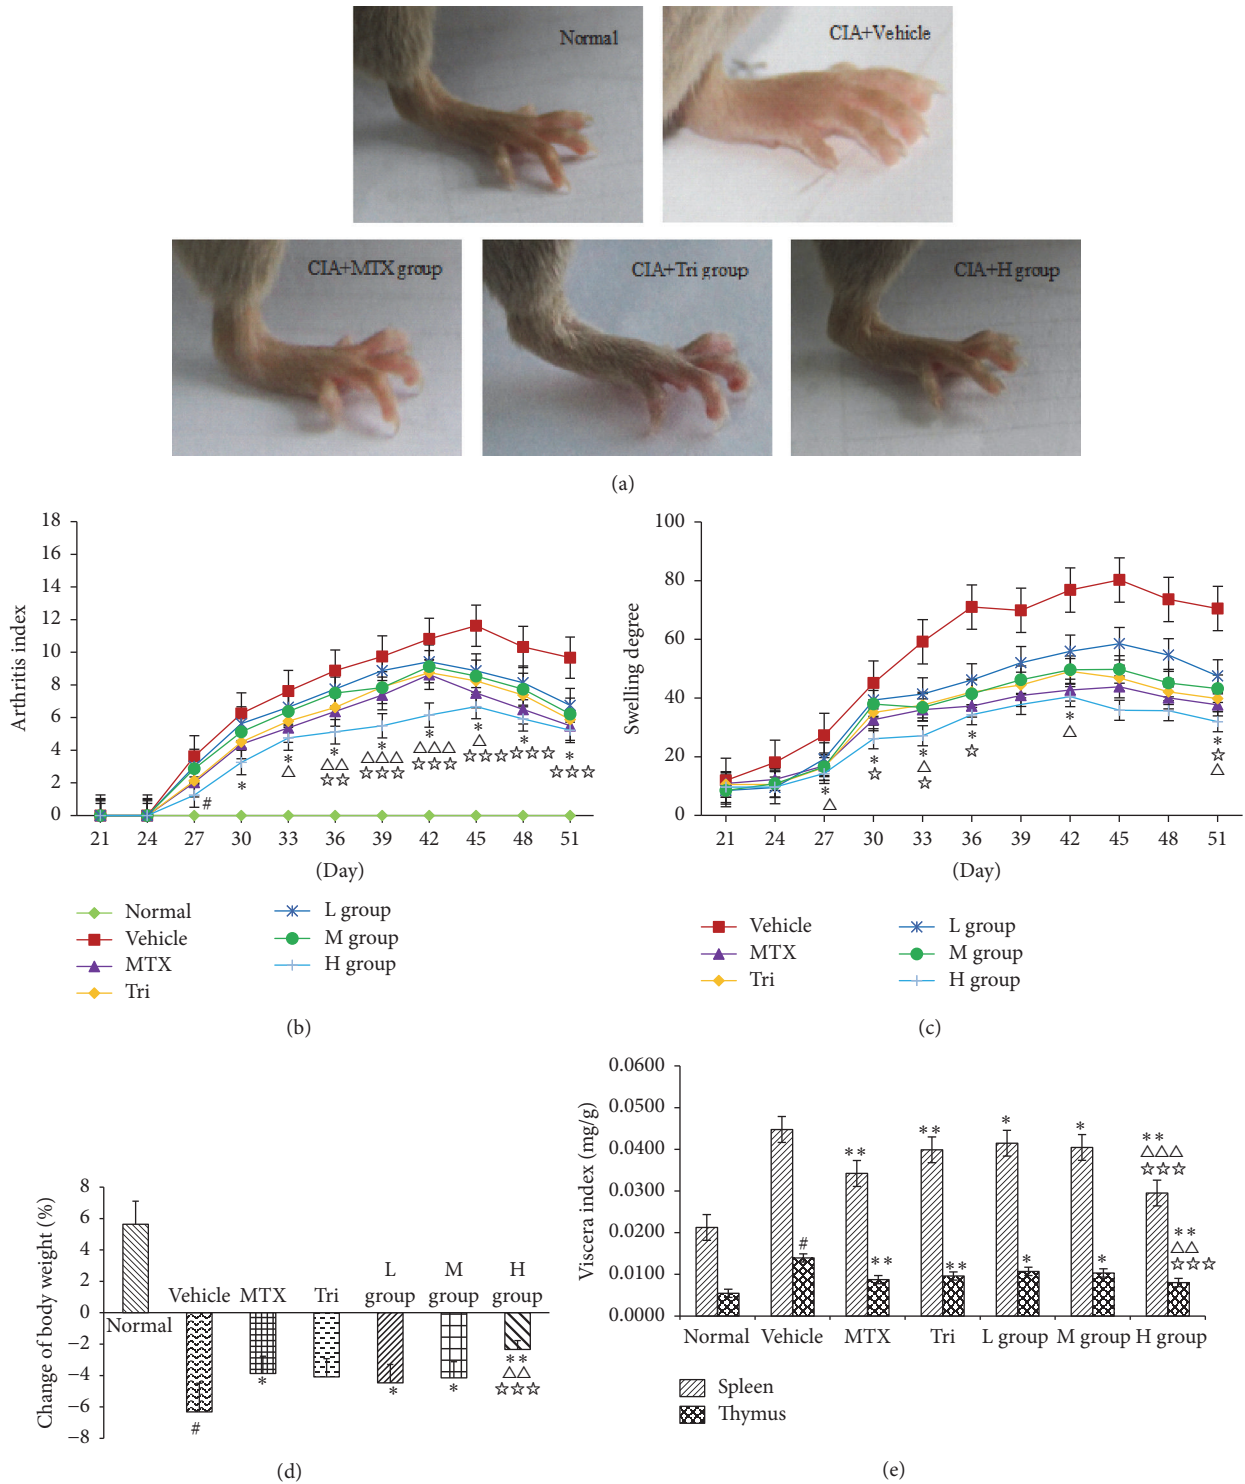 Normal
CIA+Vehicle
CIA+MTX group
CIA+Tri group
CIA+H group
(a)
18
16
14
12
10
8
6
4
2
0
Arthritis index
#
*
*
△
*
△△
☆☆
*
△△△
☆☆☆
*
△△△
☆☆☆
*
△
☆☆☆
*
☆☆☆
*
☆☆☆
21 24 27 30 33 36 39 42 45 48 51
(Day)
Normal
Vehicle
MTX
Tri
L group
M group
H group
(b)
100
80
60
40
20
0
Swelling degree
* △
*
☆
*
△
☆
*
☆
*
△
*
☆
△
21 24 27 30 33 36 39 42 45 48 51
(Day)
Vehicle
MTX
Tri
L group
M group
H group
(c)
8
6
4
2
0
−2
−4
−6
−8
Change of body weight (%)
Normal
Vehicle
MTX
Tri
L
group
M
group
H
group
#
*
*
*
**
△△
☆☆☆
(d)
0.0600
0.0500
0.0400
0.0300
0.0200
0.0100
0.0000
Viscera index (mg/g)
#
**
**
**
**
*
*
*
*
**
△△△
☆☆☆
**
△△
☆☆☆
Normal Vehicle MTX Tri L group M group H group
Spleen
Thymus
(e)